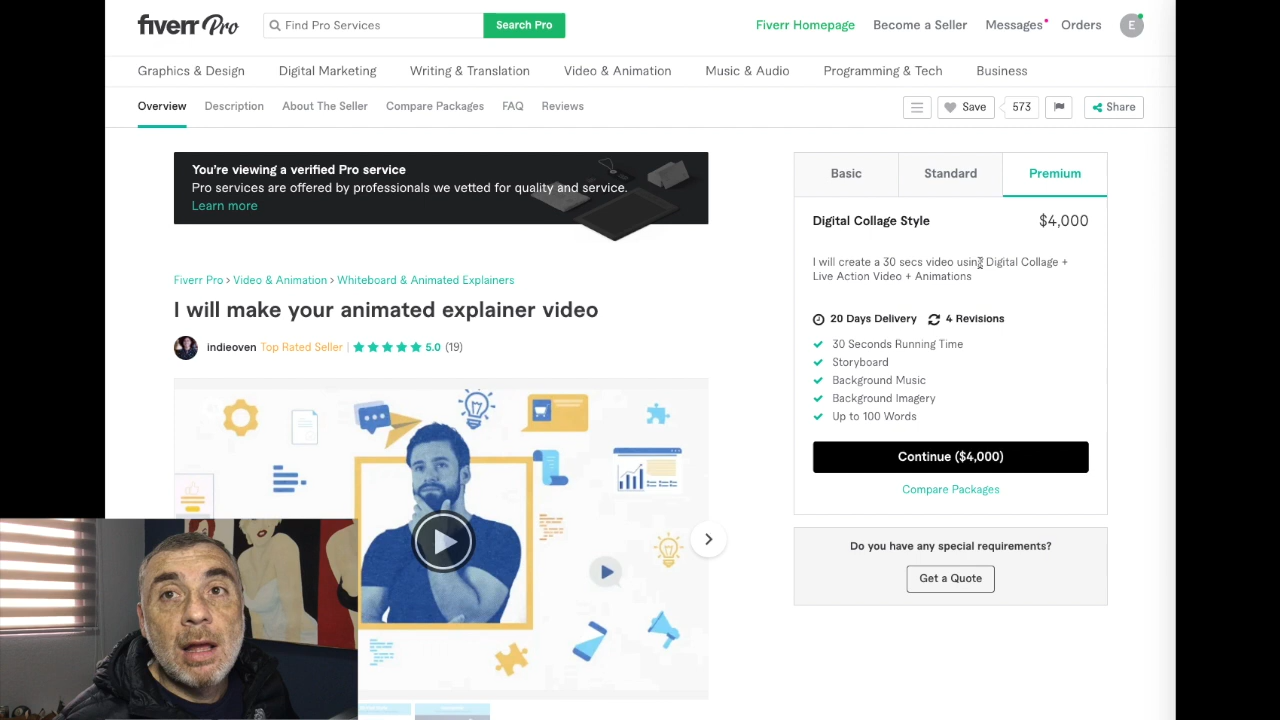 fiverr Pro
Find Pro Services
Search Pro
Fiverr Homepage
Become a Seller
Messages
Orders
E
Graphics & Design
Digital Marketing
Writing & Translation
Video & Animation
Music & Audio
Programming & Tech
Business
Overview
Description
About The Seller
Compare Packages
FAQ
Reviews
Save
573
Share
You're viewing a verified Pro service
Pro services are offered by professionals we vetted for quality and service.
Learn more
Fiverr Pro › Video & Animation › Whiteboard & Animated Explainers
I will make your animated explainer video
indieoven Top Rated Seller | 5.0 (19)
Basic
Standard
Premium
Digital Collage Style
$4,000
I will create a 30 secs video using Digital Collage +
Live Action Video + Animations
20 Days Delivery
4 Revisions
30 Seconds Running Time
Storyboard
Background Music
Background Imagery
Up to 100 Words
Continue ($4,000)
Compare Packages
Do you have any special requirements?
Get a Quote